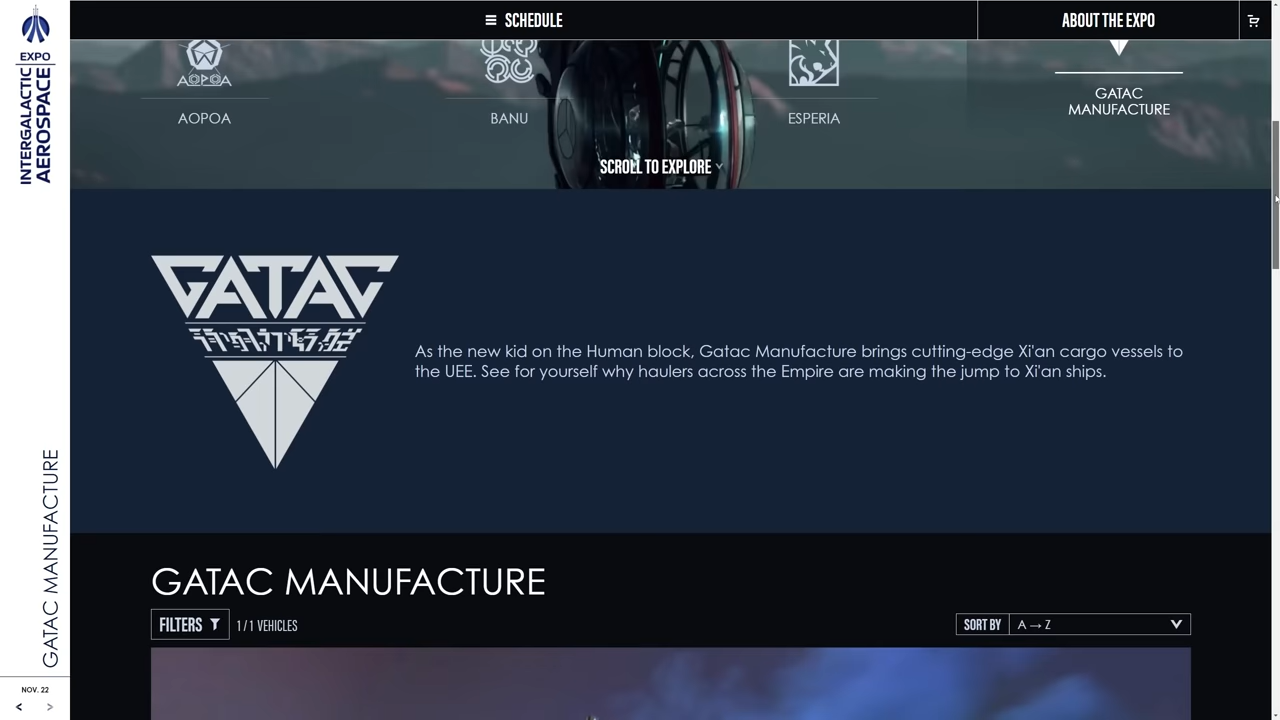 EXPO
INTERGALACTIC
AEROSPACE
SCHEDULE
ABOUT THE EXPO
AOPOA
AOPOA
BANU
ESPERIA
GATAC
MANUFACTURE
SCROLL TO EXPLORE
GATAC
As the new kid on the Human block, Gatac Manufacture brings cutting-edge Xi'an cargo vessels to
the UEE. See for yourself why haulers across the Empire are making the jump to Xi'an ships.
GATAC MANUFACTURE
GATAC MANUFACTURE
FILTERS
1 / 1 VEHICLES
SORT BY
A → Z
NOV. 22
< >